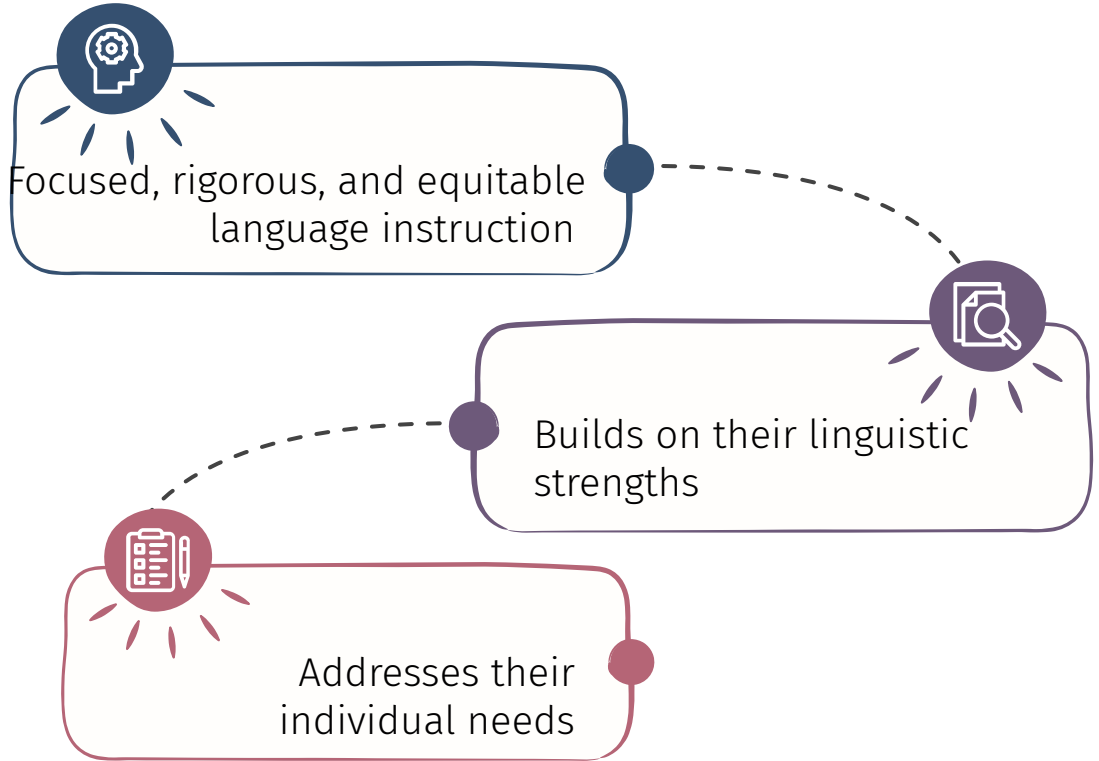 Focused, rigorous, and equitable
language instruction
Builds on their linguistic
strengths
Addresses their
individual needs